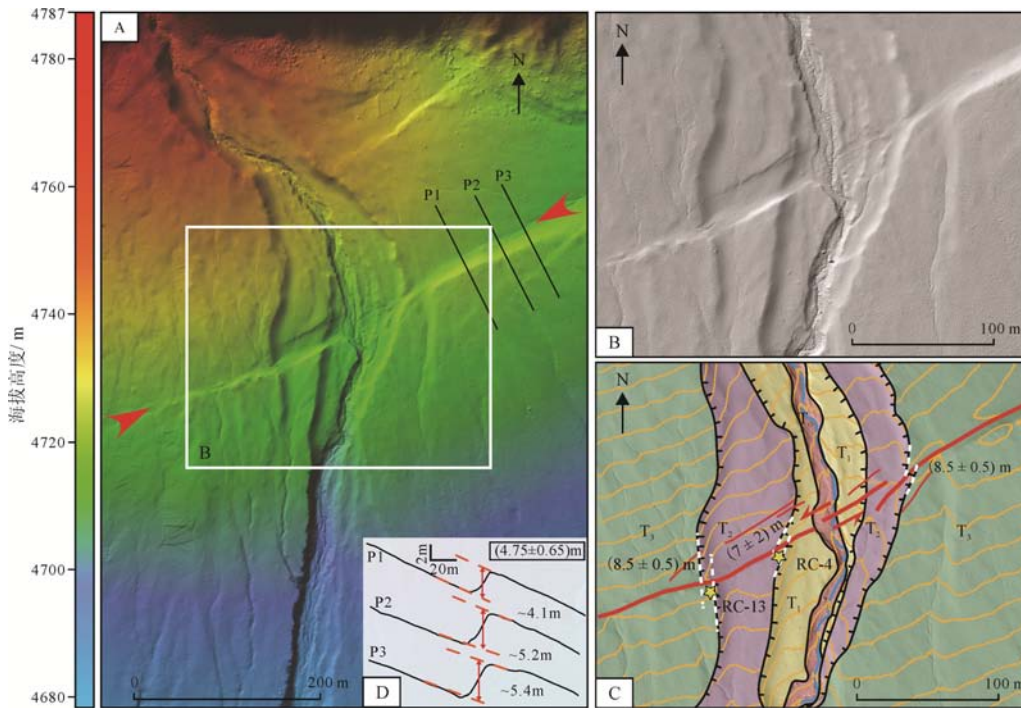 4787
4780
4760
4740
4720
4700
4680
海拔高度/m
A
N
P1
P2
P3
B
0
200 m
2m
20m
(4.75±0.65)m
P1
~4.1m
P2
~5.2m
P3
~5.4m
D
N
B
0
100 m
N
T₁
(8.5±0.5) m
T₃
T₂
(7±2) m
T₂
T₃
(8.5±0.5) m
RC-4
RC-13
T₁
C
0
100 m